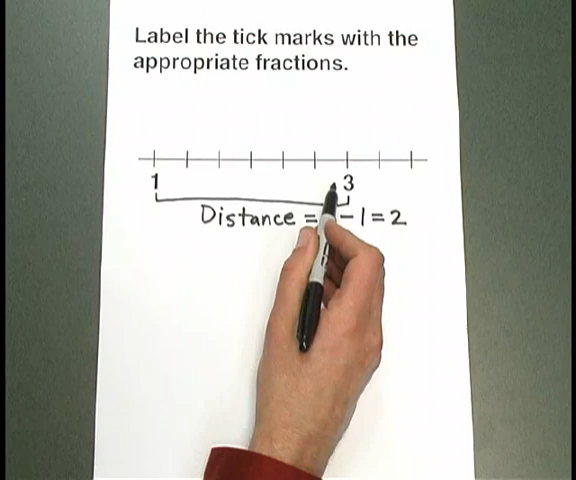 Label the tick marks with the
appropriate fractions.
1 3
Distance = - 1 = 2